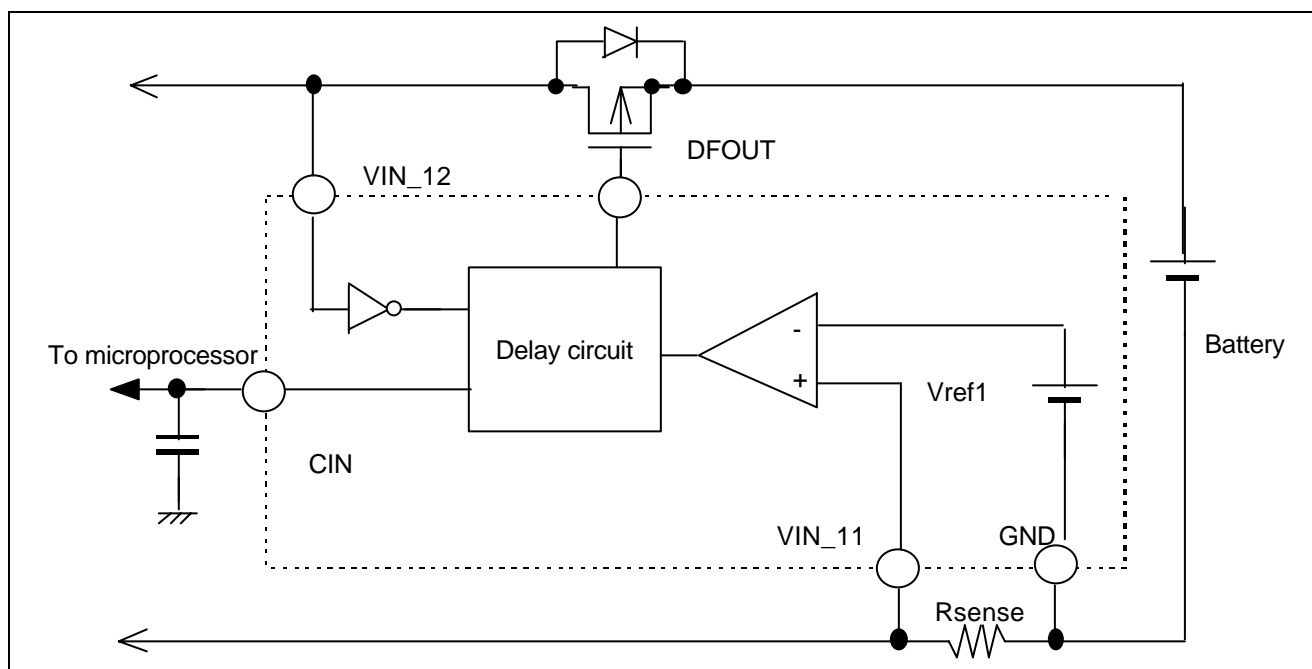 DFOUT
VIN_12
-
Delay circuit
+
Battery
To microprocessor
Vref1
CIN
VIN_11
GND
Rsense